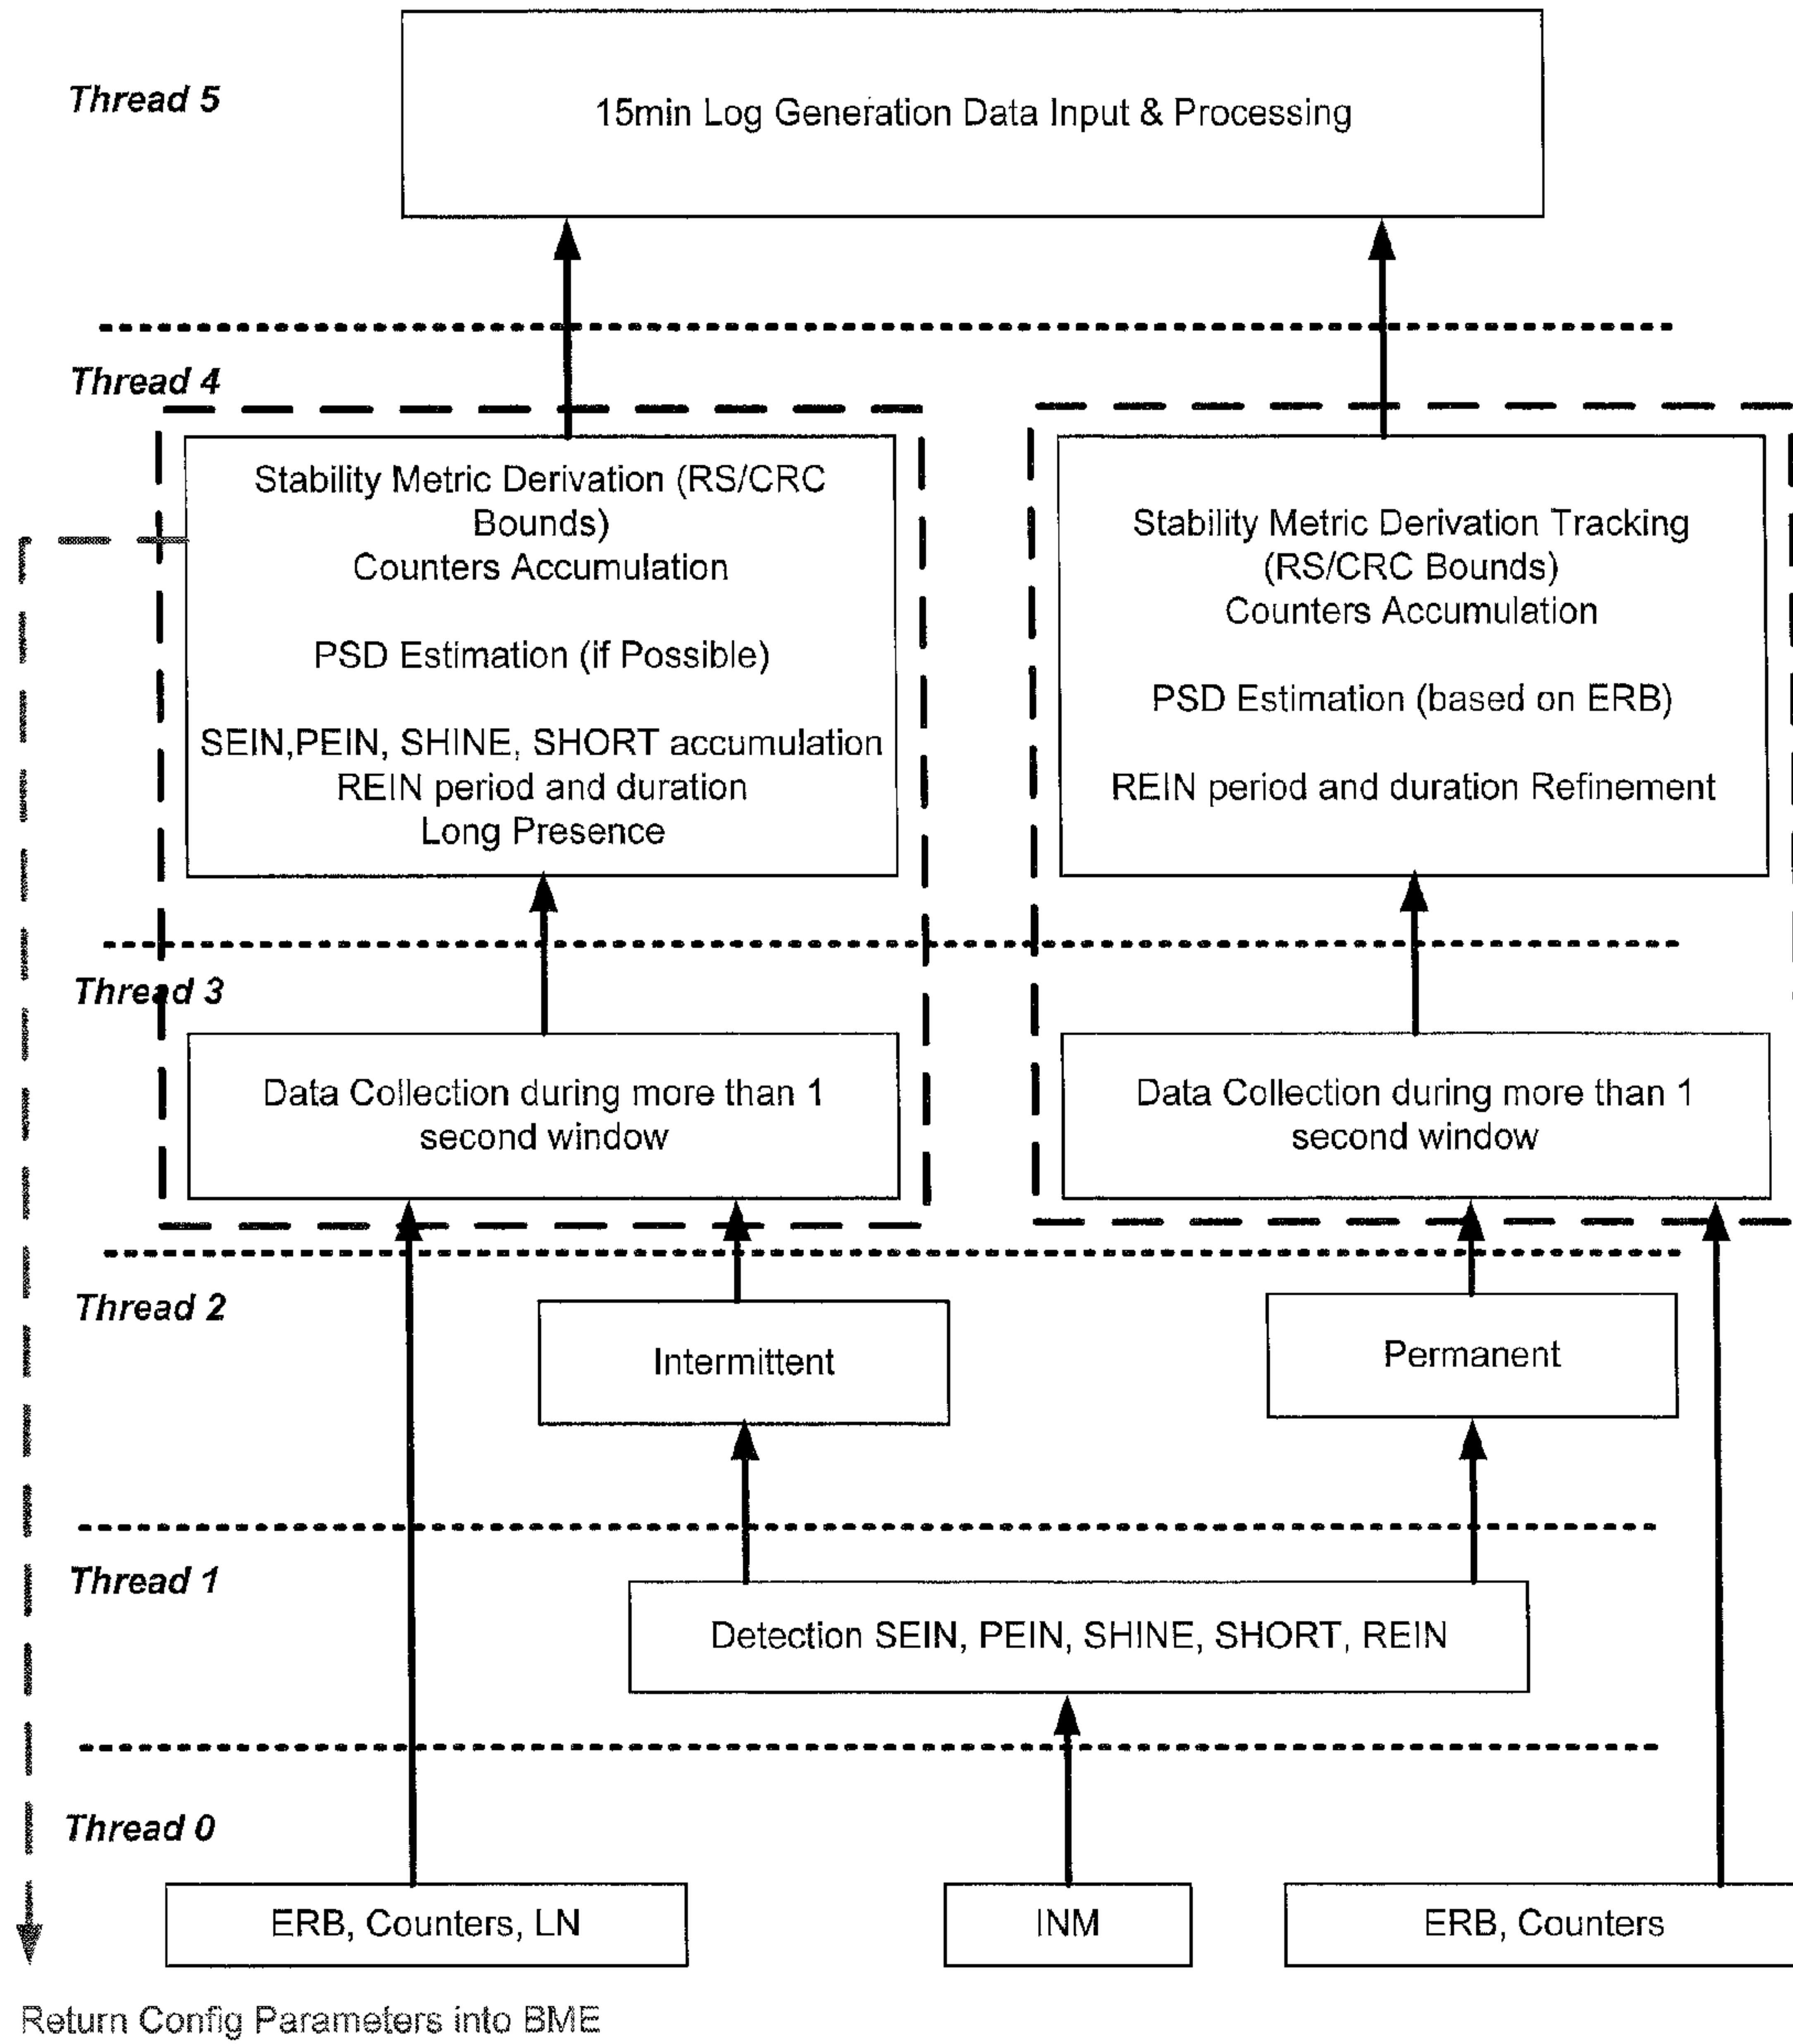 Thread 5
15min Log Generation Data Input & Processing
Thread 4
Stability Metric Derivation (RS/CRC
Bounds)
Counters Accumulation
PSD Estimation (if Possible)
SEIN,PEIN, SHINE, SHORT accumulation
REIN period and duration
Long Presence
Stability Metric Derivation Tracking
(RS/CRC Bounds)
Counters Accumulation
PSD Estimation (based on ERB)
REIN period and duration Refinement
Thread 3
Data Collection during more than 1
second window
Data Collection during more than 1
second window
Thread 2
Intermittent
Permanent
Thread 1
Detection SEIN, PEIN, SHINE, SHORT, REIN
Thread 0
ERB, Counters, LN
INM
ERB, Counters
Return Config Parameters into BME